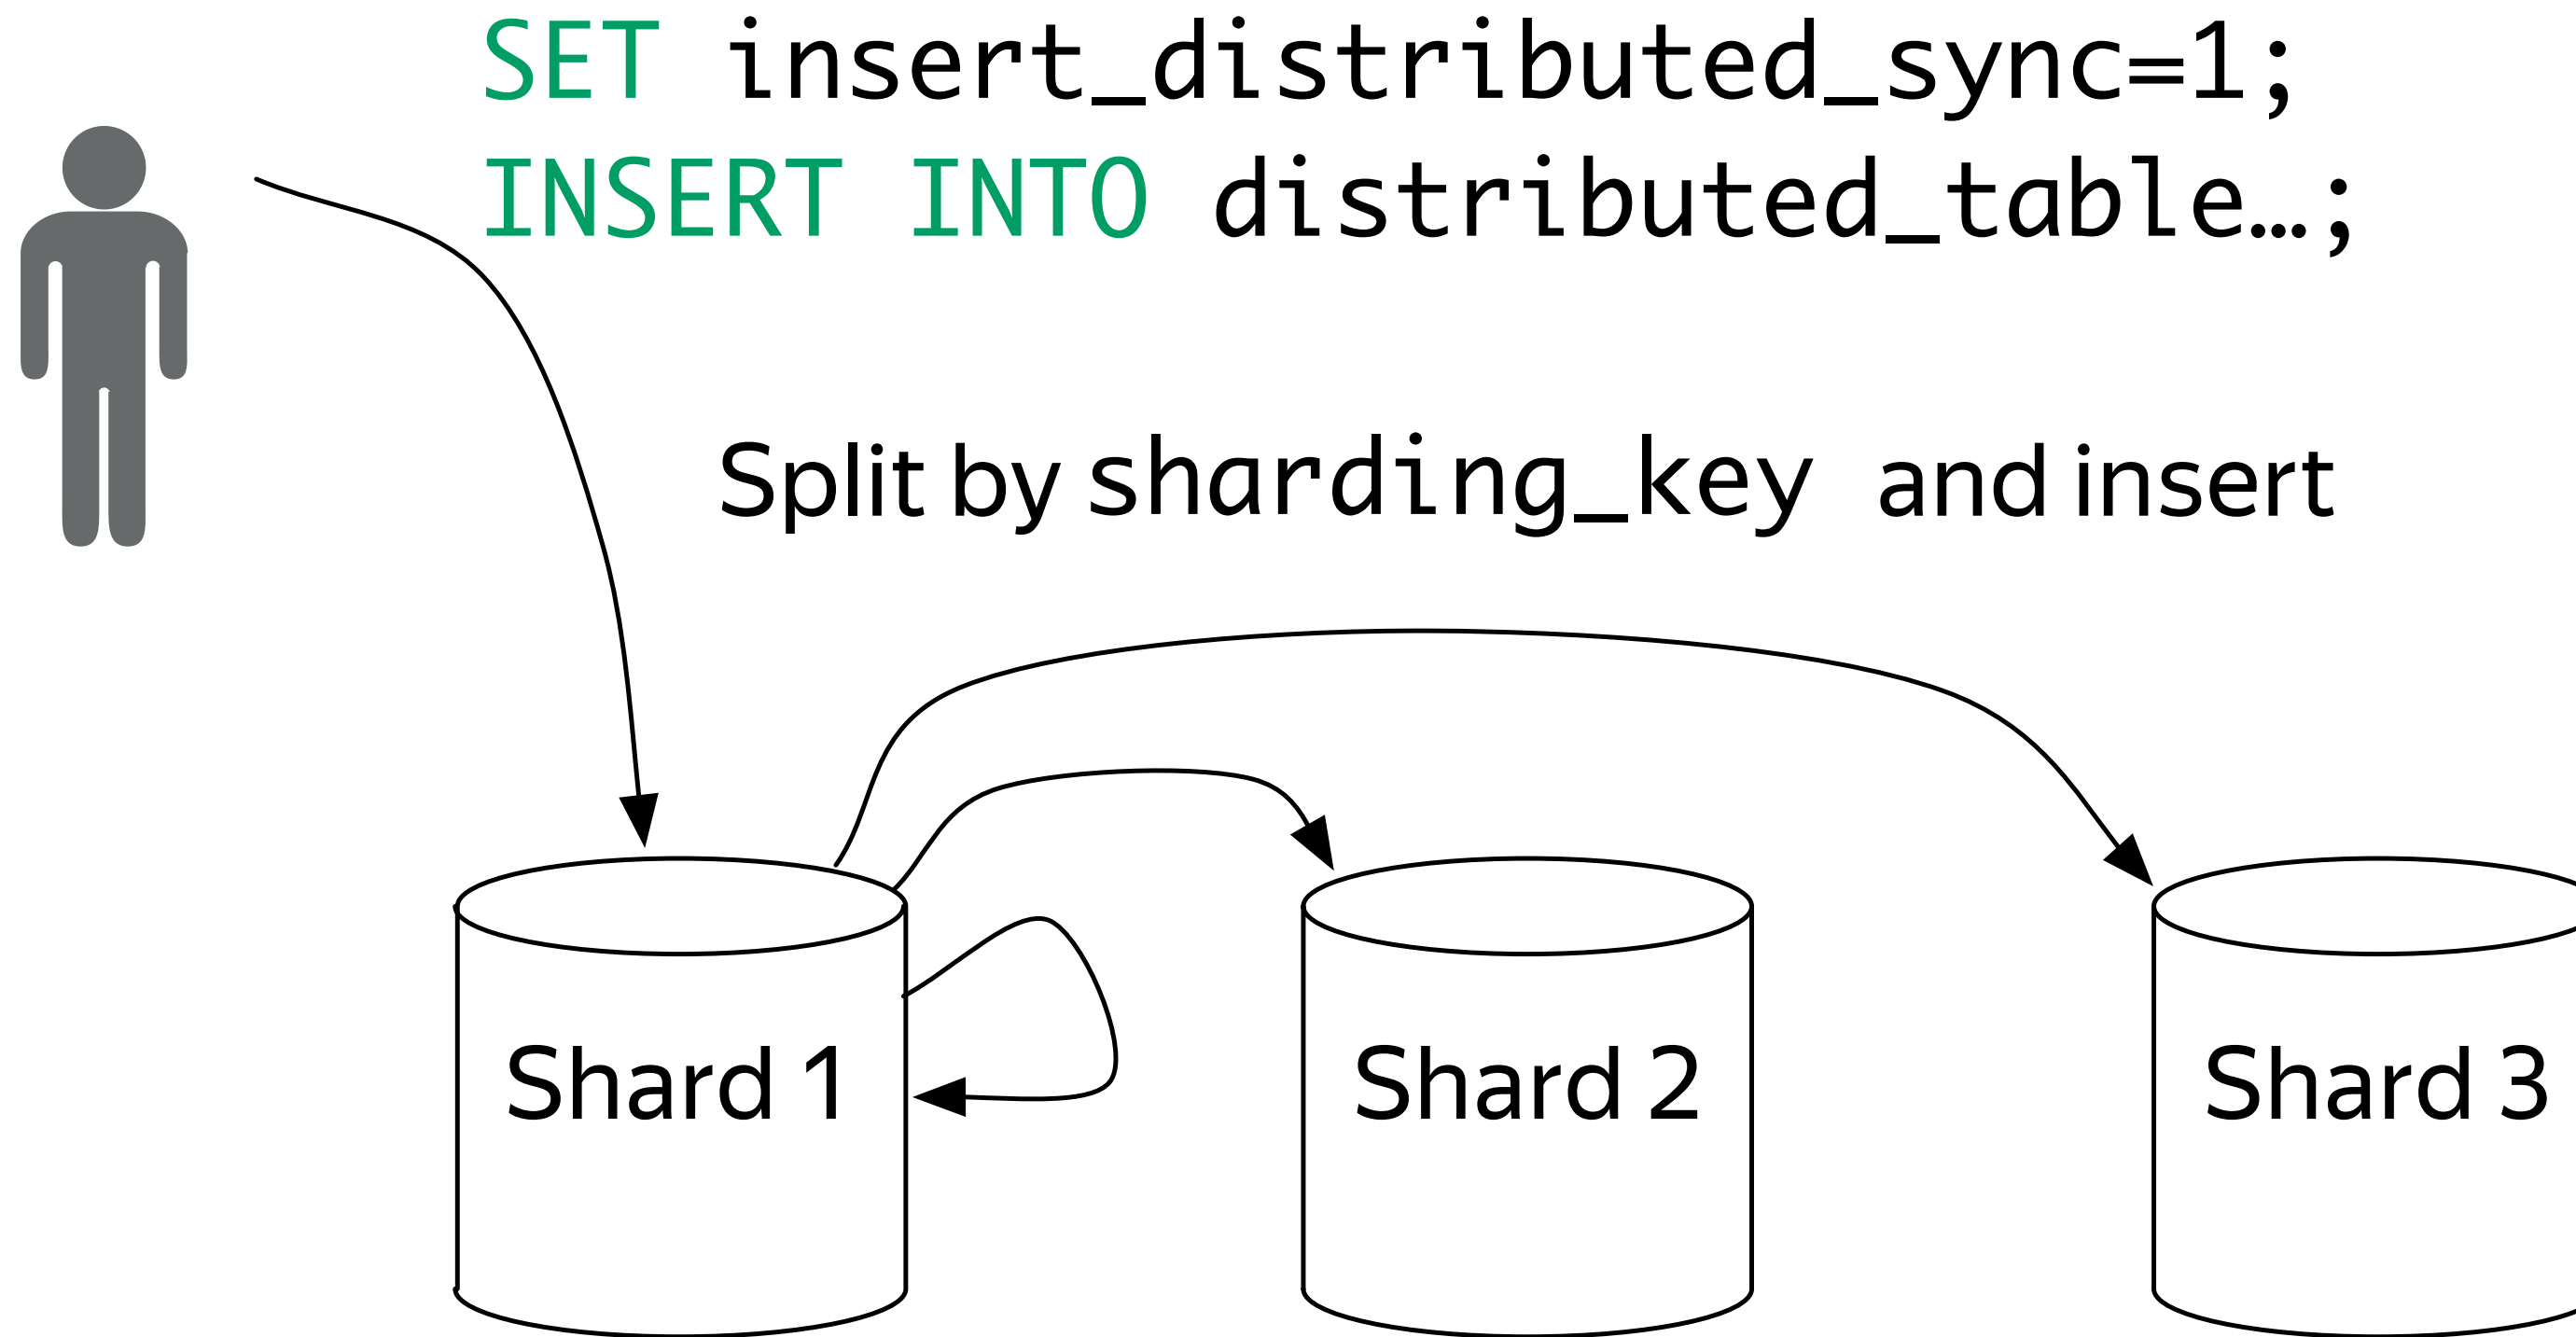 SET insert_distributed_sync=1;
INSERT INTO distributed_table…;
Split by sharding_key and insert
Shard 1
Shard 2
Shard 3